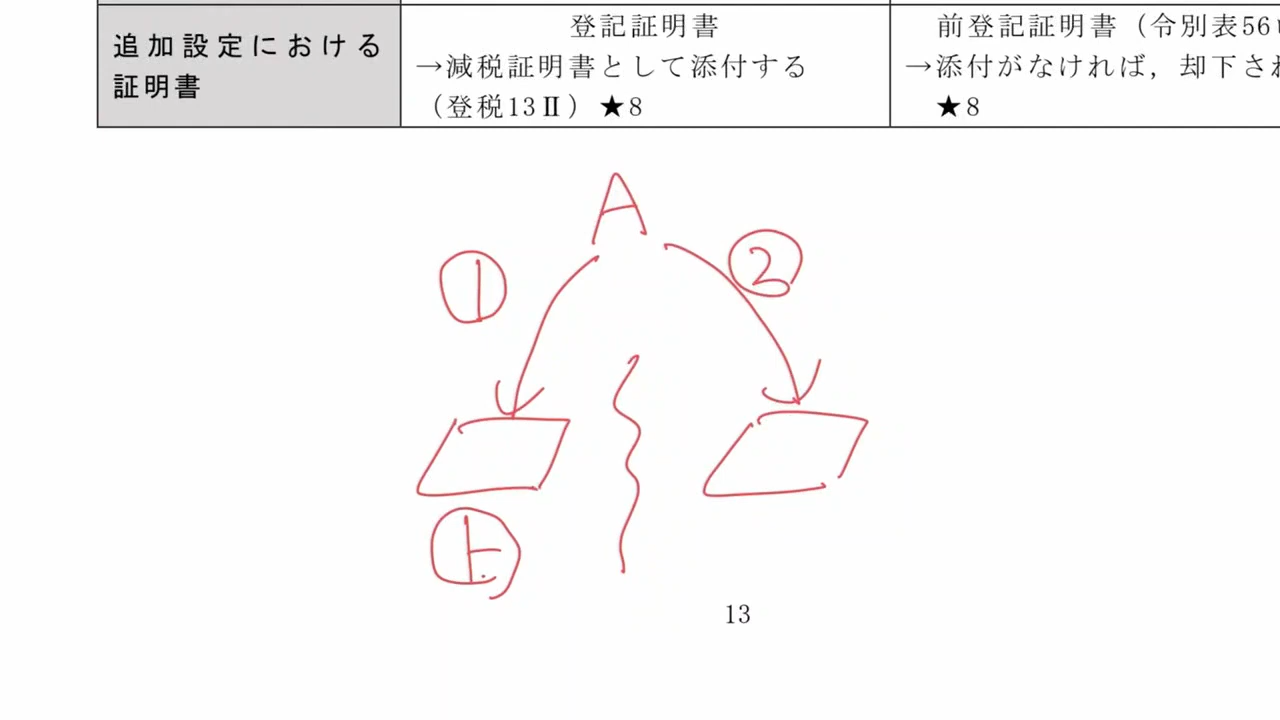 追加設定における
証明書
登記証明書
→減税証明書として添付する
（登税13Ⅱ）★8
前登記証明書（令別表56
→添付がなければ，却下さ
★8
A
①
②
13